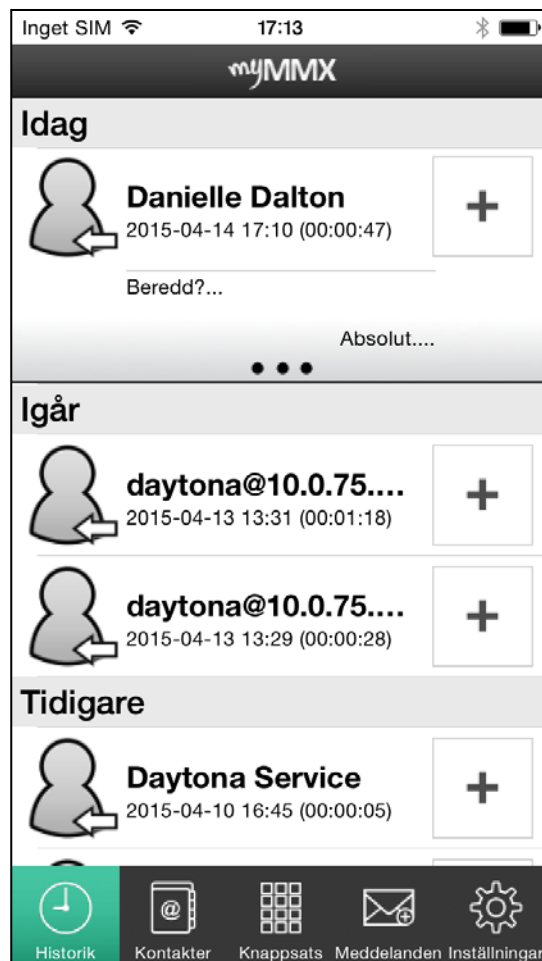 Inget SIM 17:13
myMMX
Idag
Danielle Dalton
2015-04-14 17:10 (00:00:47)
+
Beredd?...
Absolut....
Igår
daytona@10.0.75....
2015-04-13 13:31 (00:01:18)
+
daytona@10.0.75....
2015-04-13 13:29 (00:00:28)
+
Tidigare
Daytona Service
2015-04-10 16:45 (00:00:05)
+
Historik Kontakter Knappsats Meddelanden Inställningar